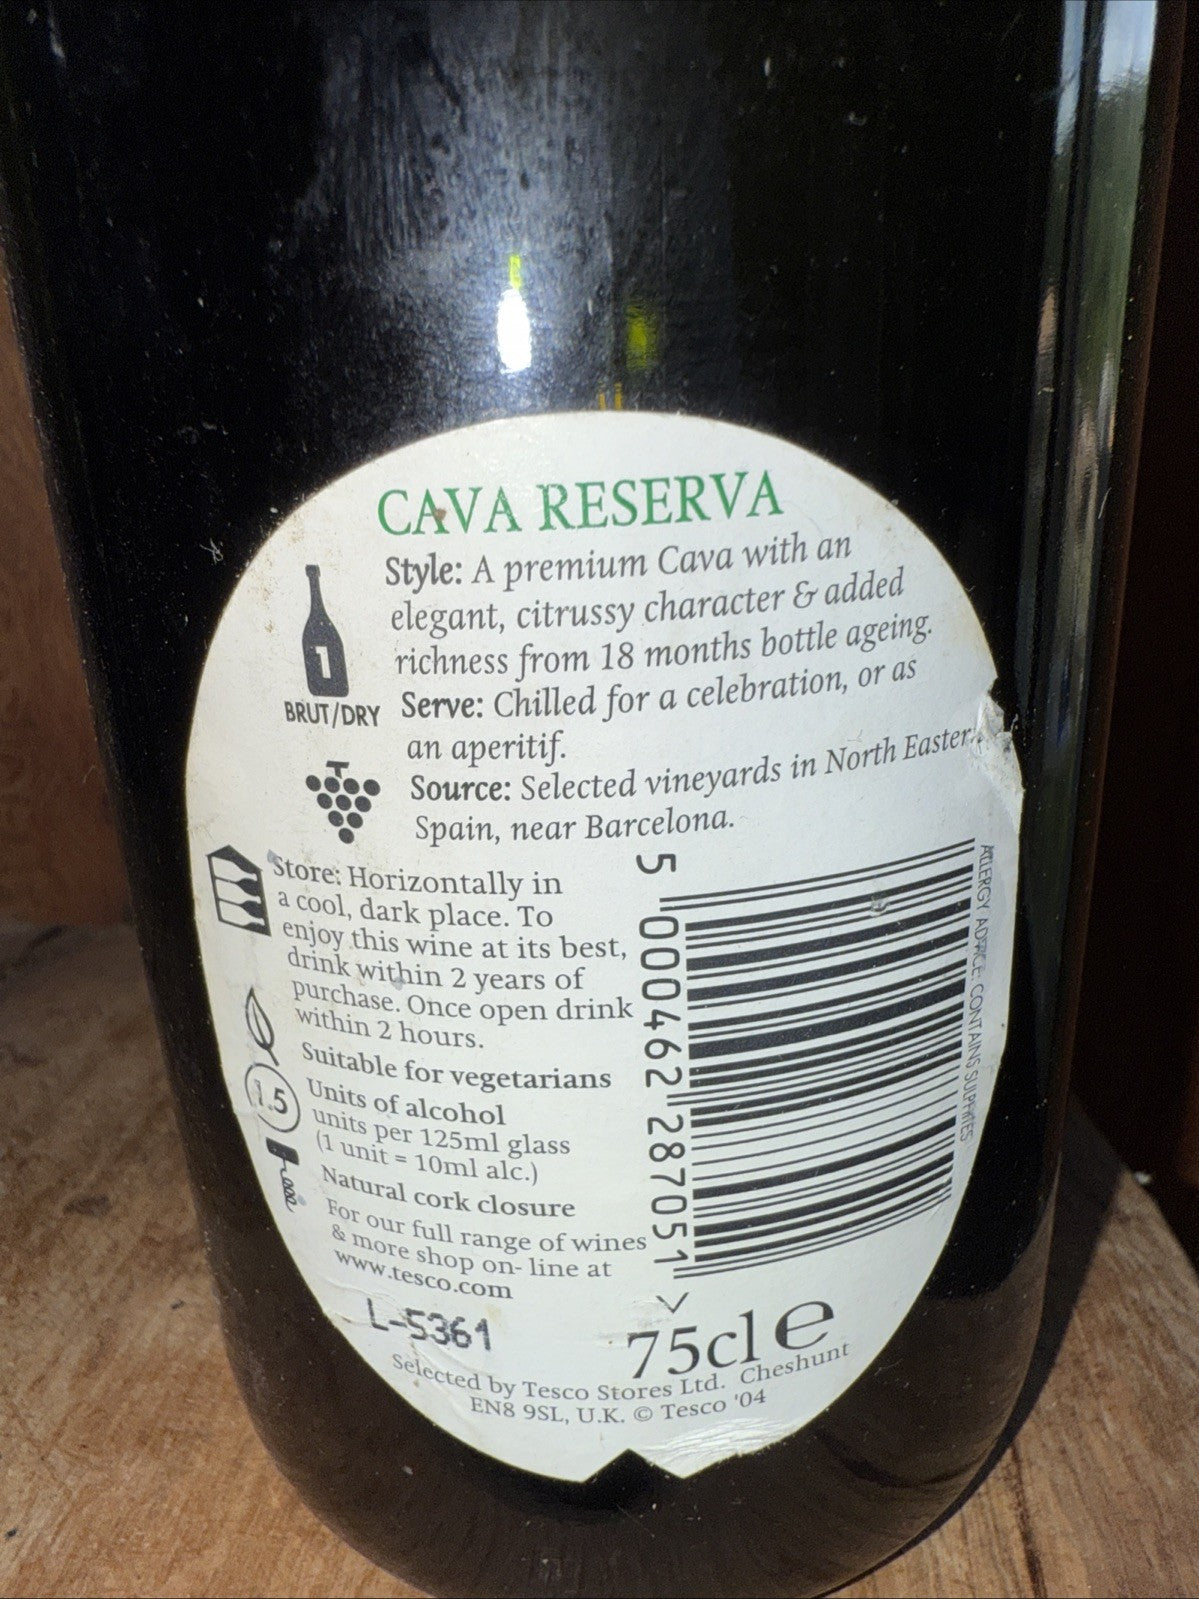 CAVA RESERVA
Style: A premium Cava with an
elegant, citrussy character & added
richness from 18 months bottle ageing.
1
BRUT/DRY
Serve: Chilled for a celebration, or as
an aperitif.
Source: Selected vineyards in North Eastern
Spain, near Barcelona.
Store: Horizontally in
a cool, dark place. To
enjoy this wine at its best,
drink within 2 years of
purchase. Once open drink
within 2 hours.
Suitable for vegetarians
1.5
Units of alcohol
units per 125ml glass
(1 unit = 10ml alc.)
Natural cork closure
For our full range of wines
& more shop on- line at
www.tesco.com
5 000462 287051 >
ALLERGY ADVICE: CONTAINS SULPHITES
L-5361
75cl e
Selected by Tesco Stores Ltd. Cheshunt
EN8 9SL, U.K. © Tesco '04